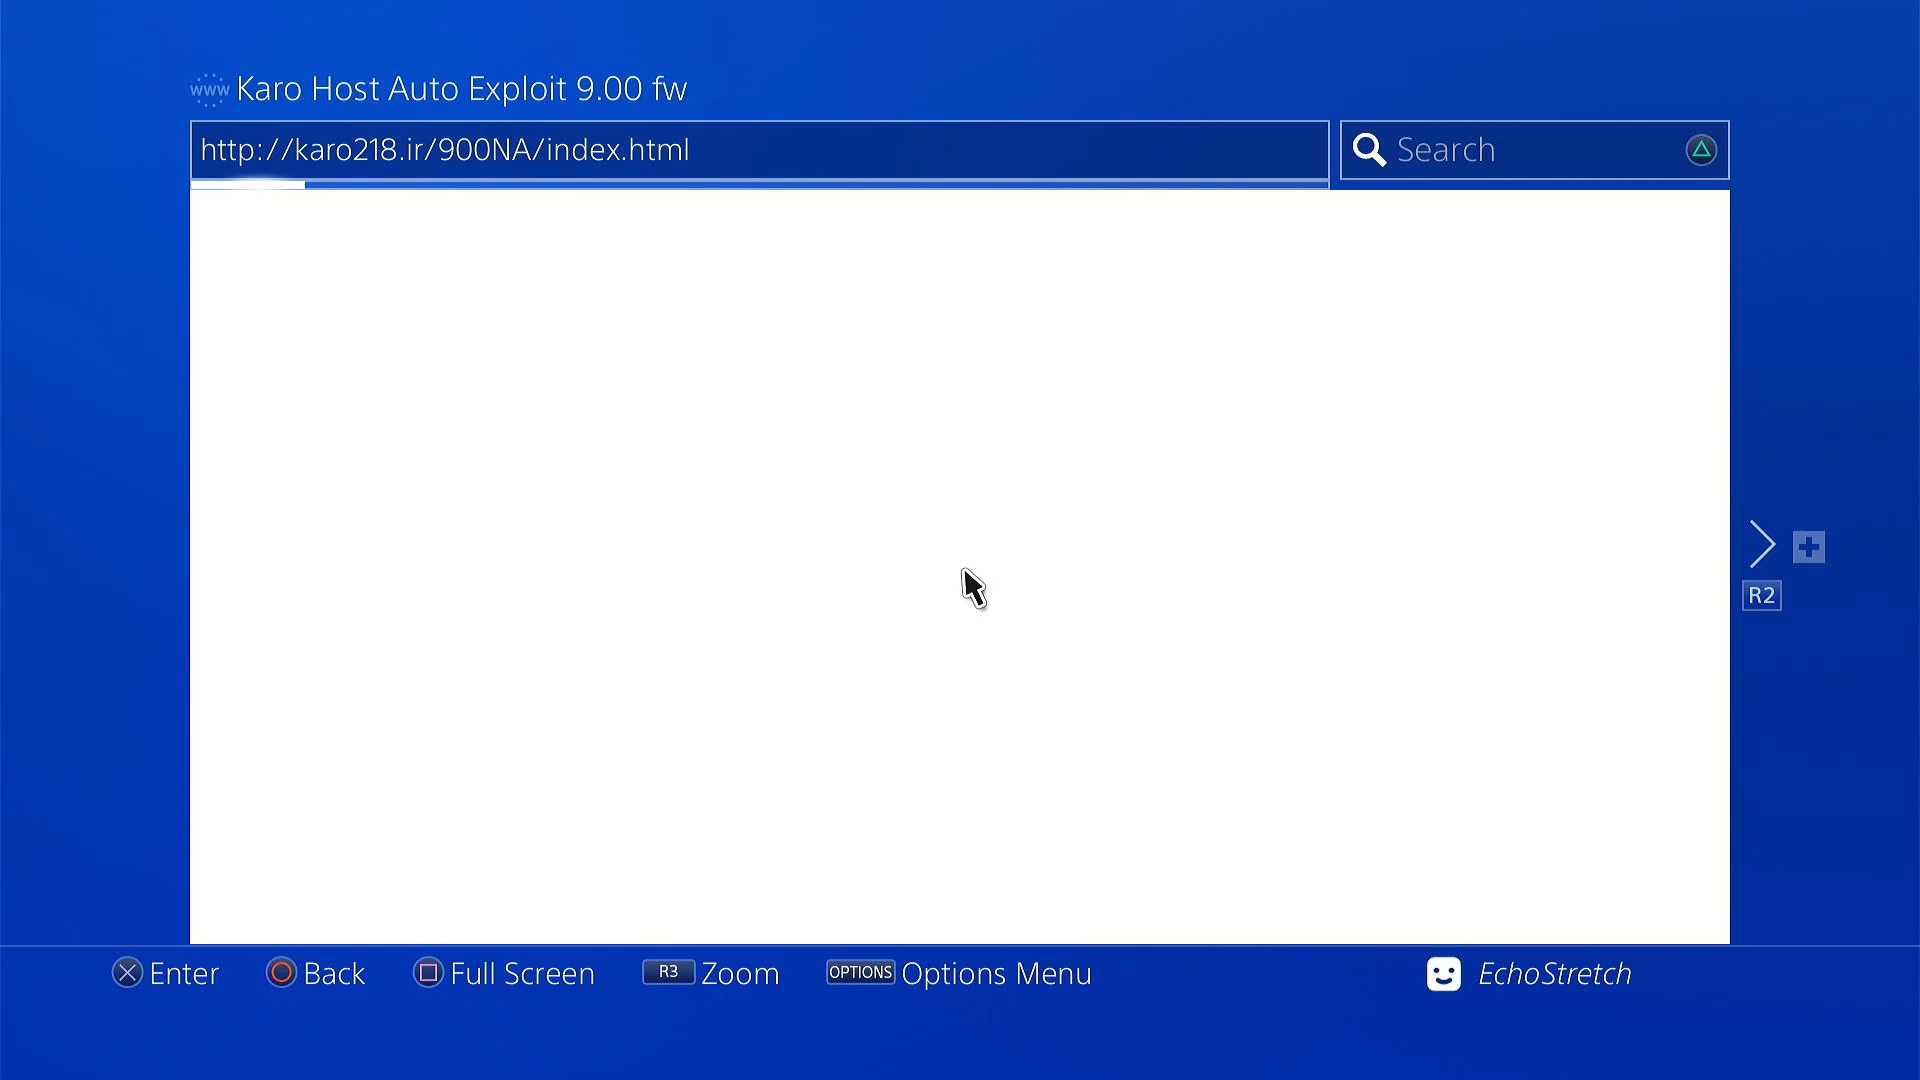 www Karo Host Auto Exploit 9.00 fw
http://karo218.ir/900NA/index.html
Search
R2
Enter Back Full Screen R3 Zoom OPTIONS Options Menu EchoStretch